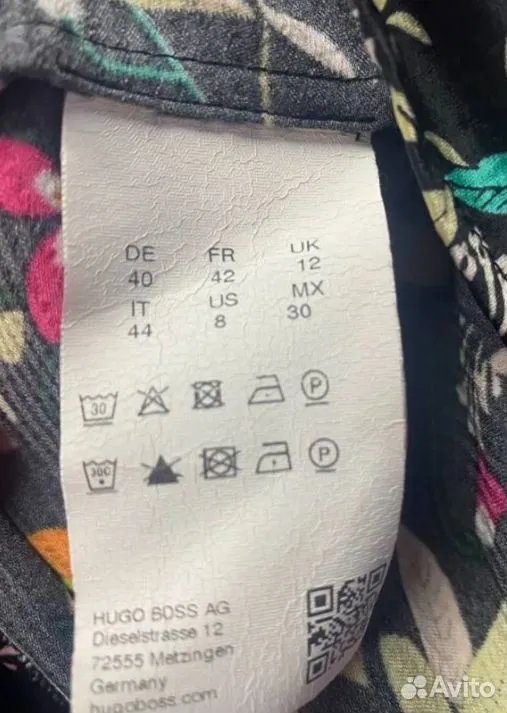 DE FR UK
40 42 12
IT US MX
44 8 30
30 P
30C P
HUGO BOSS AG
Dieselstrasse 12
72555 Metzingen
Germany
hugoboss.com
Avito